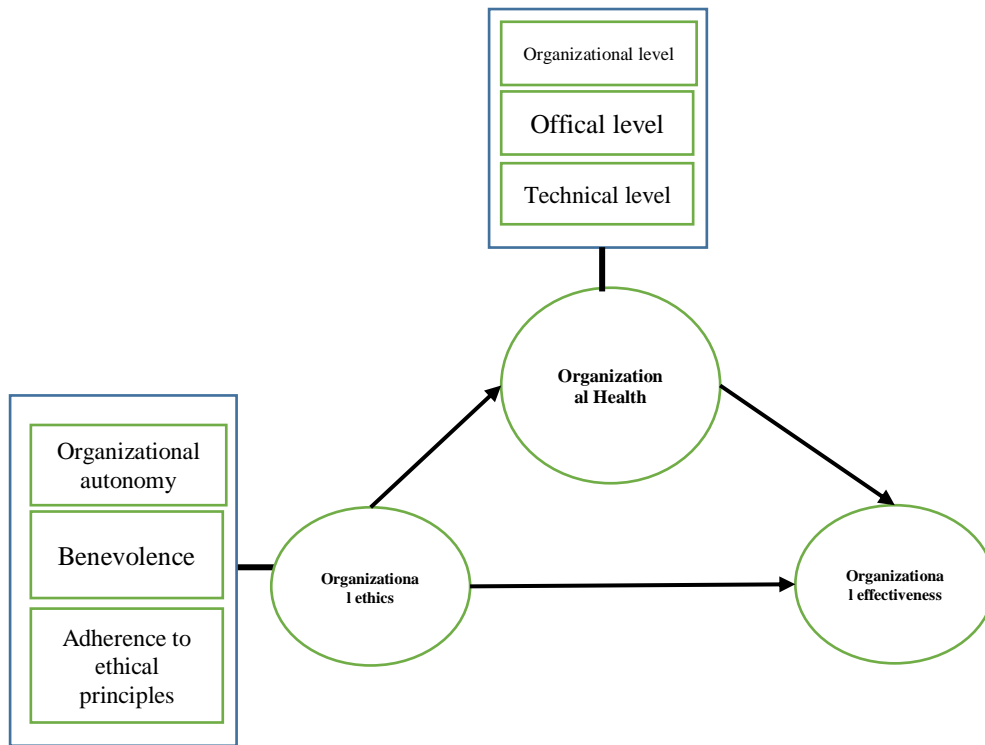 Organizational level
Offical level
Technical level
Organization
al Health
Organizational
autonomy
Benevolence
Adherence to
ethical
principles
Organizationa
l ethics
Organizationa
l effectiveness